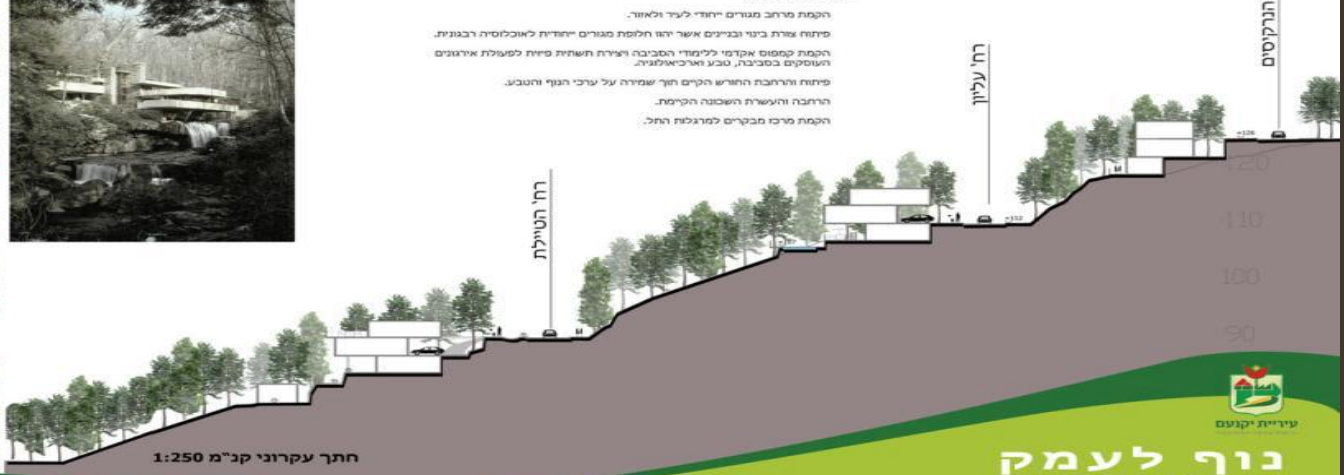 הקמת מרחב מגורים ייחודי לעיר ולאזור.
פיתוח צורת בינוי ובניינים אשר יהוו חלופת מגורים ייחודית לאוכלוסיה רבגונית.
הקמת קמפוס אקדמי ללימודי הסביבה ויצירת תשתית פיזית לפעולת אירגונים
העוסקים בסביבה, טבע וארכיאולוגיה.
פיתוח והרחבת החורש הקיים תוך שמירה על ערכי הנוף והטבע.
הרחבה והעשרת השכונה הקיימת.
הקמת מרכז מבקרים למרגלות התל.
הנרקיסים
רח' עליון
רח' הטיילת
+126
+112
120
110
100
90
עיריית יקנעם
נוף לעמק
חתך עקרוני קנ"מ 1:250